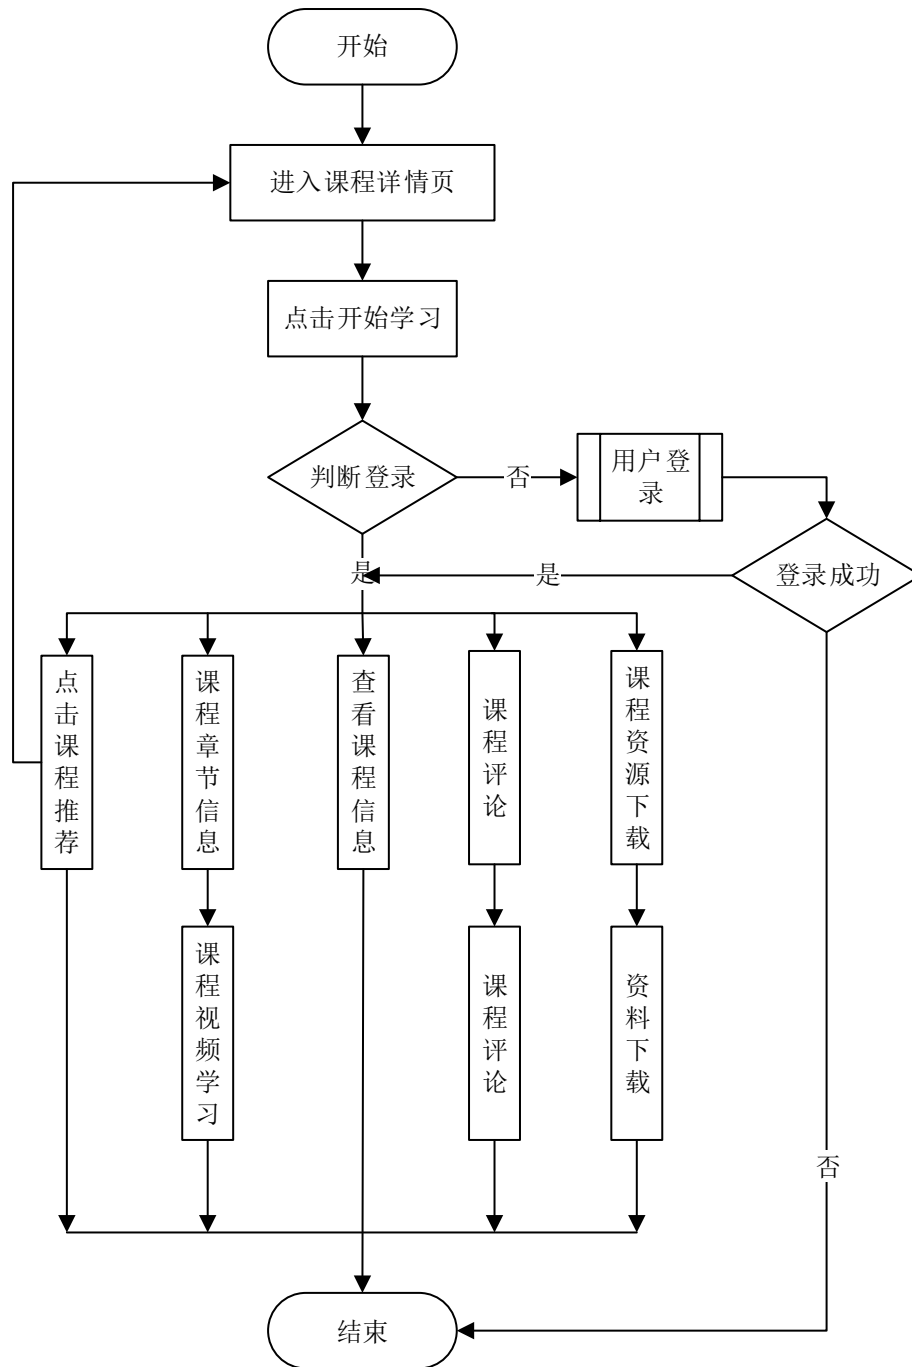 开始
进入课程详情页
点击开始学习
判断登录
否
用户登
录
是
是
登录成功
点击课程推荐
课程章节信息
查看课程信息
课程评论
课程资源下载
课程视频学习
课程评论
资料下载
否
结束